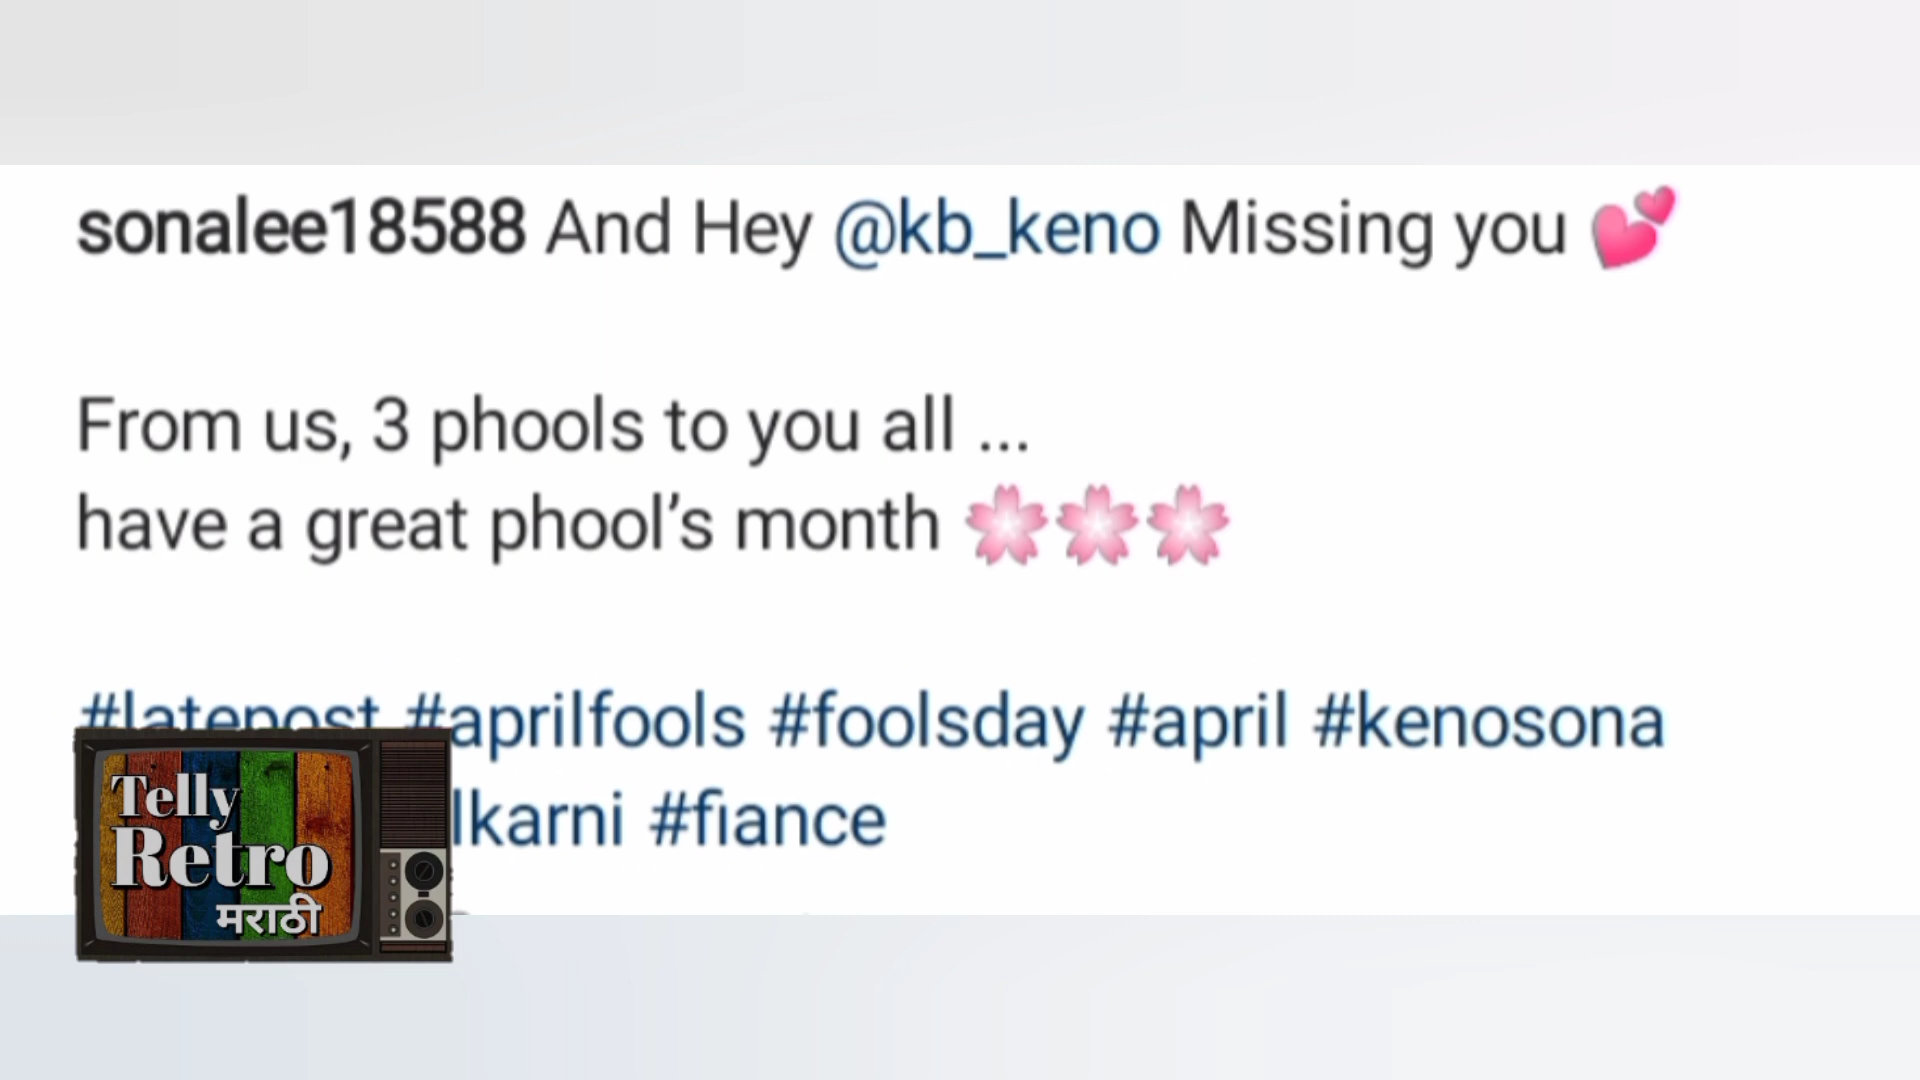 sonalee18588 And Hey @kb_keno Missing you 💕
From us, 3 phools to you all ...
have a great phool’s month 🌸🌸🌸
#latepost #aprilfools #foolsday #april #kenosona
lkarni #fiance
Telly
Retro
मराठी